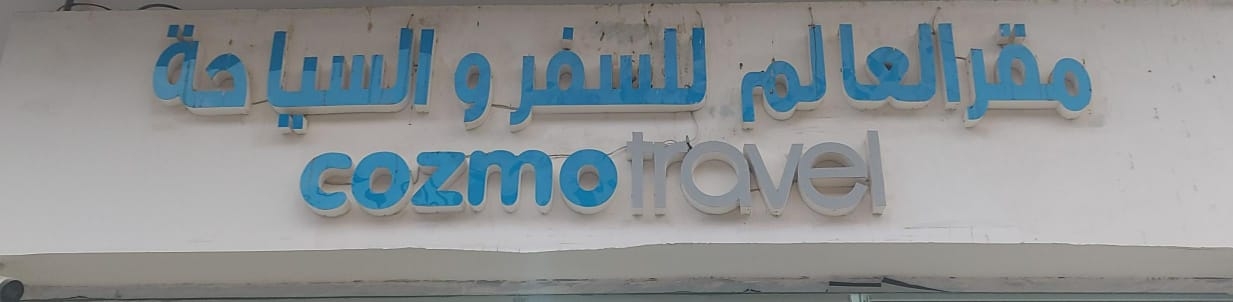 مقر العالم للسفر و السياحة
cozmo travel